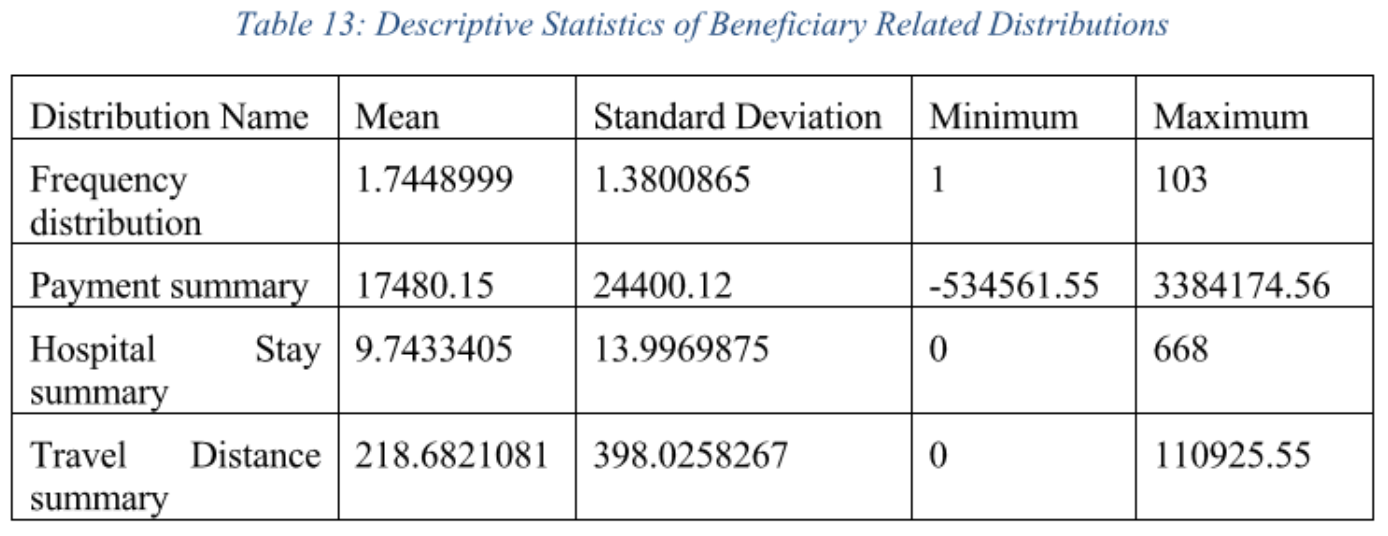 Table 13: Descriptive Statistics of Beneficiary Related Distributions
Distribution Name Mean Standard Deviation Minimum Maximum
Frequency distribution 1.7448999 1.3800865 1 103
Payment summary 17480.15 24400.12 -534561.55 3384174.56
Hospital Stay summary 9.7433405 13.9969875 0 668
Travel Distance summary 218.6821081 398.0258267 0 110925.55